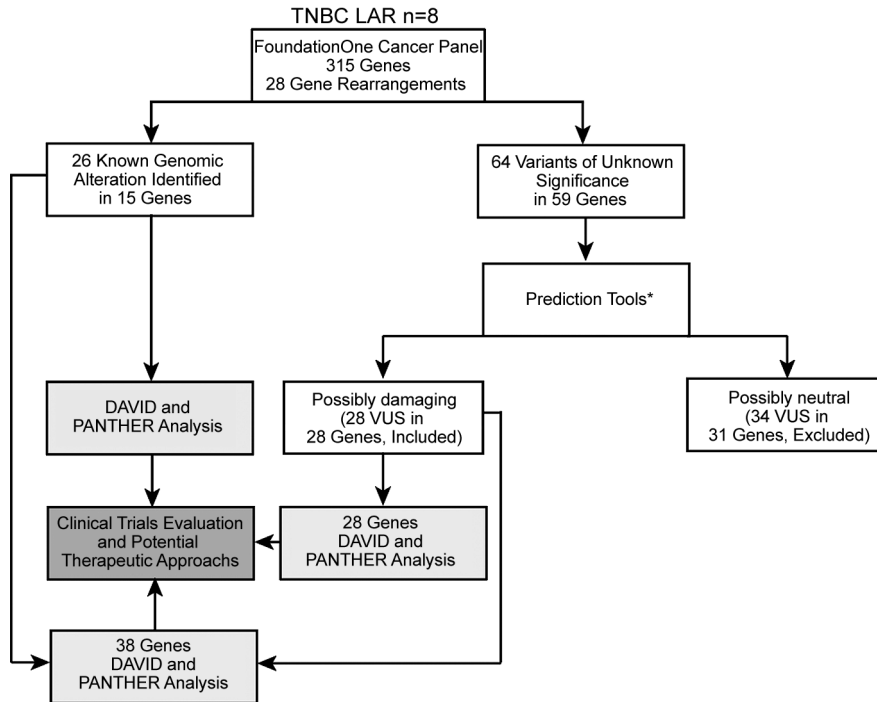 TNBC LAR n=8
FoundationOne Cancer Panel
315 Genes
28 Gene Rearrangements
26 Known Genomic
Alteration Identified
in 15 Genes
64 Variants of Unknown
Significance
in 59 Genes
Prediction Tools*
DAVID and
PANTHER Analysis
Possibly damaging
(28 VUS in
28 Genes, Included)
Possibly neutral
(34 VUS in
31 Genes, Excluded)
Clinical Trials Evaluation
and Potential
Therapeutic Approachs
28 Genes
DAVID and
PANTHER Analysis
38 Genes
DAVID and
PANTHER Analysis